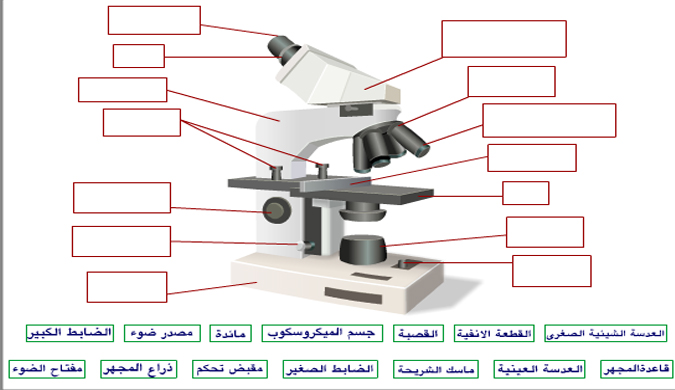 العدسة الشيئية الصغرى القطعة الانفية القصبة جسم الميكروسكوب مائدة مصدر ضوء الضابط الكبير
قاعدةالمجهر العدسة العينية ماسك الشريحة الضابط الصغير مقبض تحكم ذراع المجهر مفتاح الضوء